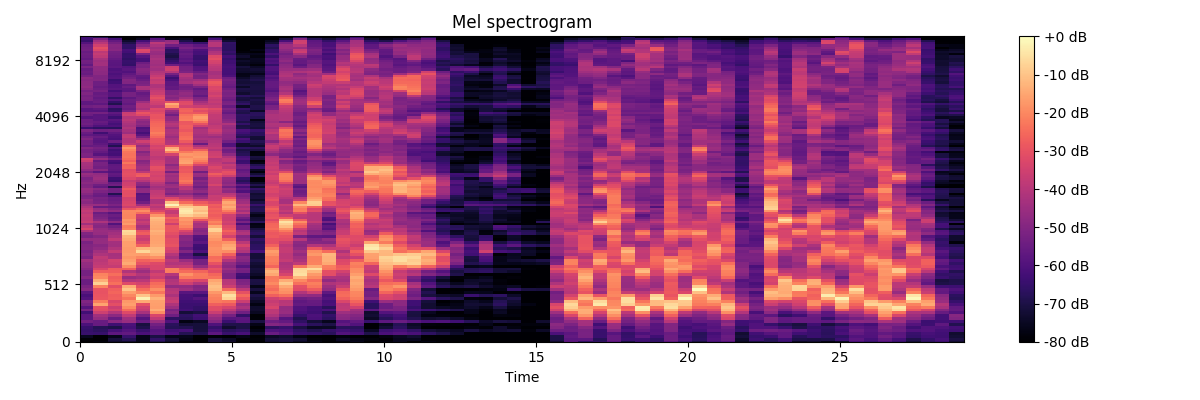 Mel spectrogram
8192
4096
2048
1024
512
0
Hz
0 5 10 15 20 25
Time
+0 dB
-10 dB
-20 dB
-30 dB
-40 dB
-50 dB
-60 dB
-70 dB
-80 dB